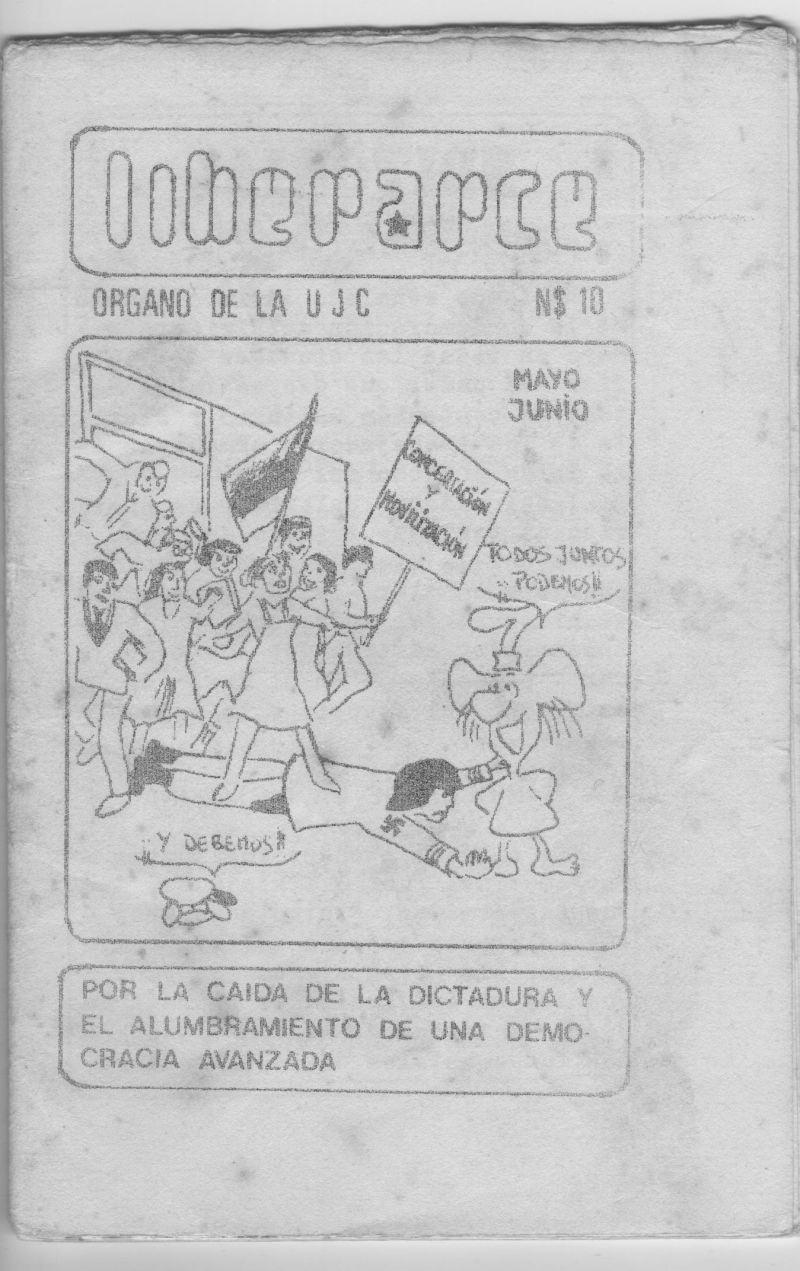 liberarce
ORGANO DE LA UJC N$ 10
MAYO
JUNIO
CONCERTACIÓN
Y
MOVILIZACIÓN
TODOS JUNTOS
¡¡ PODEMOS!!
¡¡Y DEBEMOS!!
POR LA CAIDA DE LA DICTADURA Y
EL ALUMBRAMIENTO DE UNA DEMO-
CRACIA AVANZADA